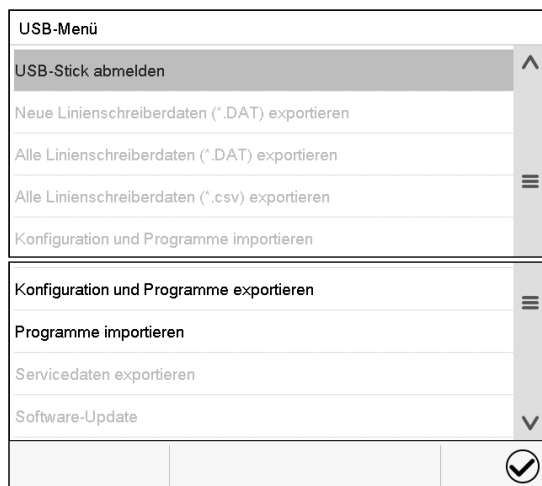 USB-Menü
USB-Stick abmelden
Neue Linienschreiberdaten (*.DAT) exportieren
Alle Linienschreiberdaten (*.DAT) exportieren
Alle Linienschreiberdaten (*.csv) exportieren
Konfiguration und Programme importieren
Konfiguration und Programme exportieren
Programme importieren
Servicedaten exportieren
Software-Update